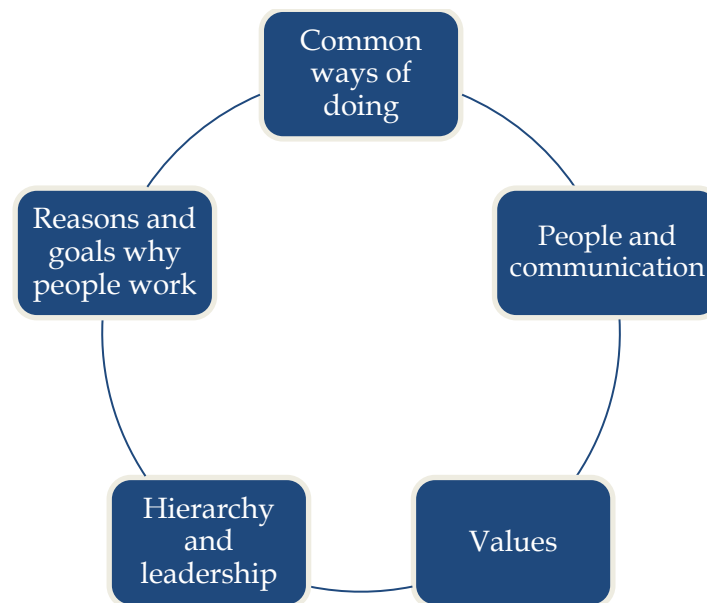 Common
ways of
doing
People and
communication
Values
Hierarchy
and
leadership
Reasons and
goals why
people work